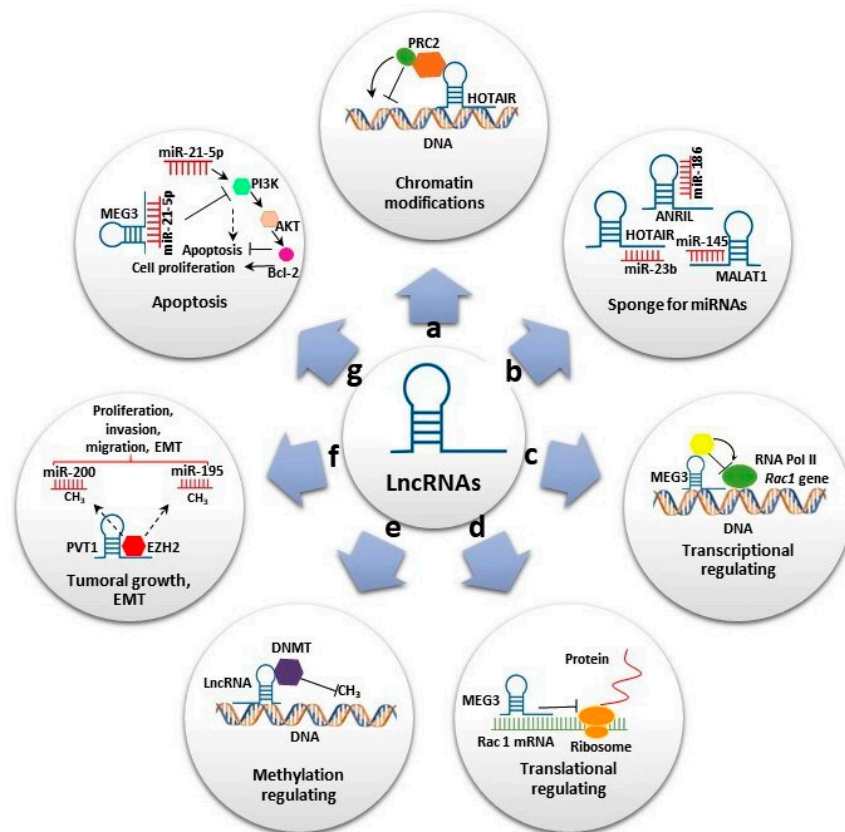 PRC2
HOTAIR
DNA
Chromatin
modifications
miR-186
ANRIL
HOTAIR
miR-145
miR-23b
MALAT1
Sponge for miRNAs
RNA Pol II
MEG3
Rac1 gene
DNA
Transcriptional
regulating
Protein
MEG3
Rac 1 mRNA
Ribosome
Translational
regulating
DNMT
LncRNA
CH₃
DNA
Methylation
regulating
Proliferation,
invasion,
migration, EMT
miR-200
miR-195
CH₃
CH₃
PVT1
EZH2
Tumoral growth,
EMT
miR-21-5p
PI3K
MEG3
miR-21-5p
AKT
Apoptosis
Cell proliferation
Bcl-2
Apoptosis
a
b
c
d
e
f
g
LncRNAs